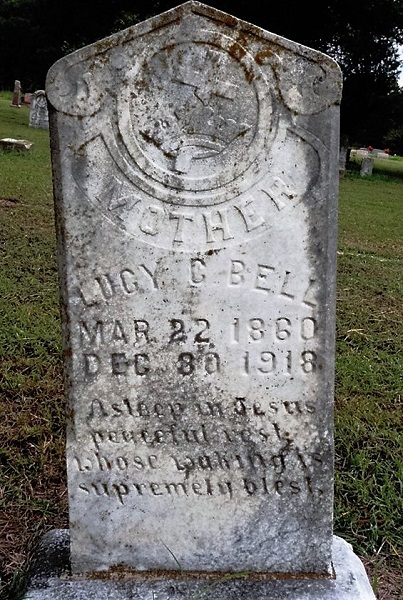 MOTHER
LUCY C BELL
MAR. 22 1860
DEC. 30 1918
Asleep in Jesus
peaceful rest,
whose waking is
supremely blest.